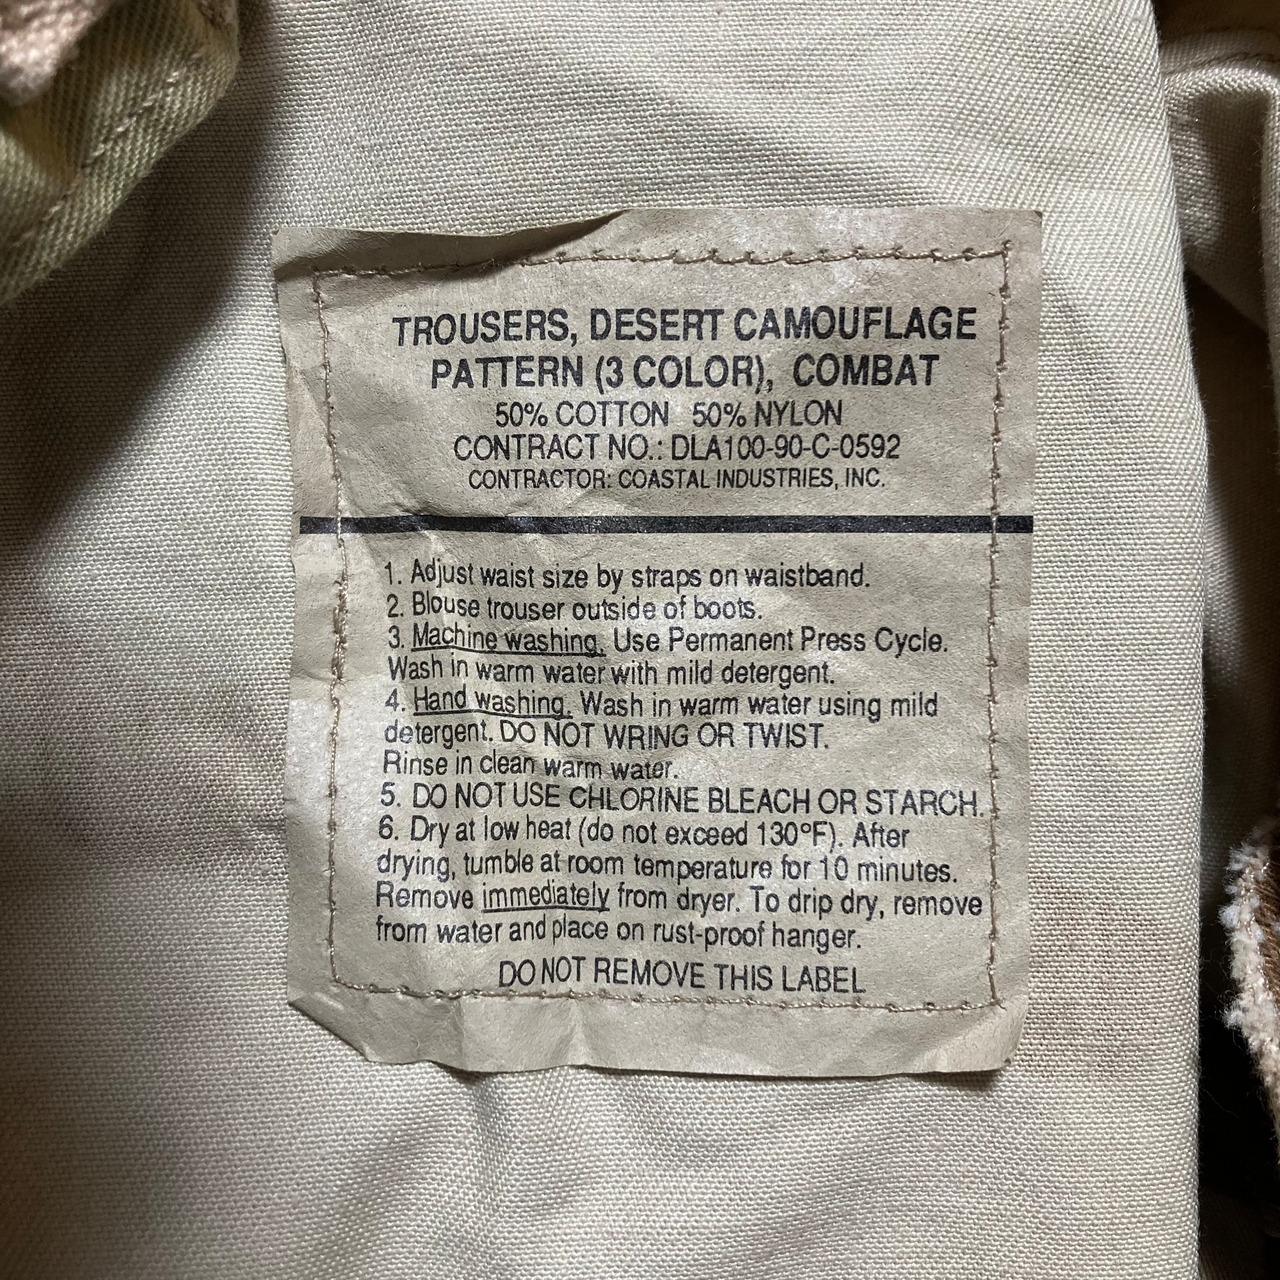 TROUSERS, DESERT CAMOUFLAGE
PATTERN (3 COLOR), COMBAT
50% COTTON 50% NYLON
CONTRACT NO.: DLA100-90-C-0592
CONTRACTOR: COASTAL INDUSTRIES, INC.
1. Adjust waist size by straps on waistband.
2. Blouse trouser outside of boots.
3. Machine washing. Use Permanent Press Cycle.
Wash in warm water with mild detergent.
4. Hand washing. Wash in warm water using mild
detergent. DO NOT WRING OR TWIST.
Rinse in clean warm water.
5. DO NOT USE CHLORINE BLEACH OR STARCH.
6. Dry at low heat (do not exceed 130°F). After
drying, tumble at room temperature for 10 minutes.
Remove immediately from dryer. To drip dry, remove
from water and place on rust-proof hanger.
DO NOT REMOVE THIS LABEL